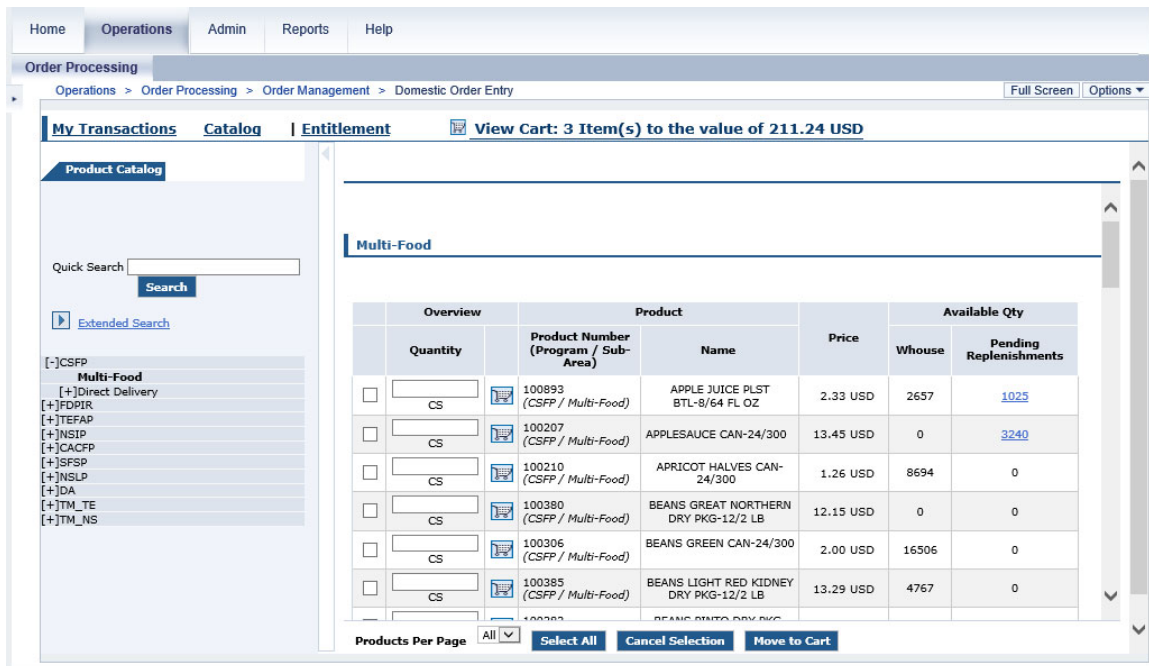 Home Operations Admin Reports Help
Order Processing
Operations > Order Processing > Order Management > Domestic Order Entry
Full Screen Options
My Transactions Catalog | Entitlement View Cart: 3 Item(s) to the value of 211.24 USD
Product Catalog
Quick Search
Search
Extended Search
[-]CSFP
Multi-Food
[+]Direct Delivery
[+]FDPIR
[+]TEFAP
[+]NSIP
[+]CACFP
[+]SFSP
[+]NSLP
[+]DA
[+]TM_TE
[+]TM_NS
Multi-Food
Overview Product Price Available Qty
Quantity Product Number (Program / Sub-Area) Name Whouse Pending Replenishments
CS 100893 (CSFP / Multi-Food) APPLE JUICE PLST BTL-8/64 FL OZ 2.33 USD 2657 1025
CS 100207 (CSFP / Multi-Food) APPLESAUCE CAN-24/300 13.45 USD 0 3240
CS 100210 (CSFP / Multi-Food) APRICOT HALVES CAN-24/300 1.26 USD 8694 0
CS 100380 (CSFP / Multi-Food) BEANS GREAT NORTHERN DRY PKG-12/2 LB 12.15 USD 0 0
CS 100306 (CSFP / Multi-Food) BEANS GREEN CAN-24/300 2.00 USD 16506 0
CS 100385 (CSFP / Multi-Food) BEANS LIGHT RED KIDNEY DRY PKG-12/2 LB 13.29 USD 4767 0
Products Per Page All Select All Cancel Selection Move to Cart